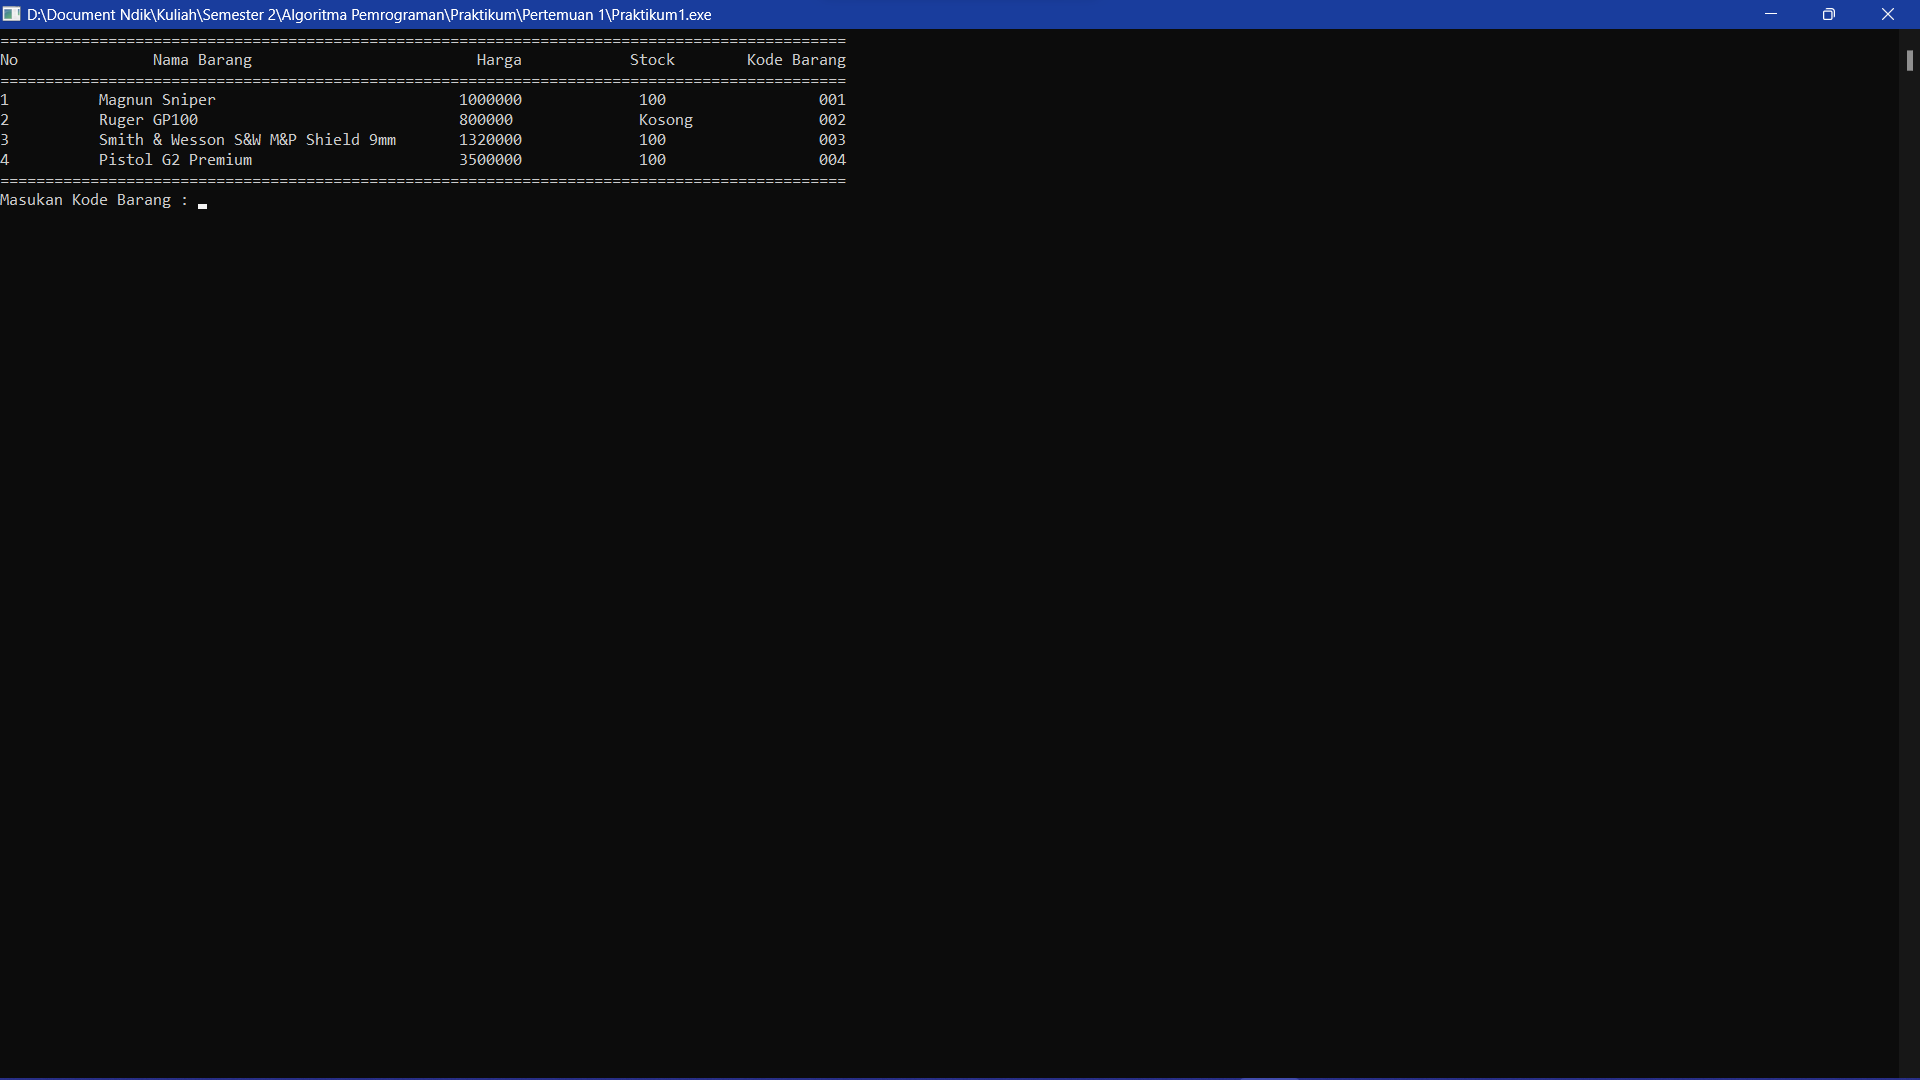 D:\Document Ndik\Kuliah\Semester 2\Algoritma Pemrograman\Praktikum\Pertemuan 1\Praktikum1.exe
==============================================================================================
No               Nama Barang                         Harga            Stock        Kode Barang
==============================================================================================
1          Magnun Sniper                           1000000             100                 001
2          Ruger GP100                             800000              Kosong              002
3          Smith & Wesson S&W M&P Shield 9mm       1320000             100                 003
4          Pistol G2 Premium                       3500000             100                 004
==============================================================================================
Masukan Kode Barang :